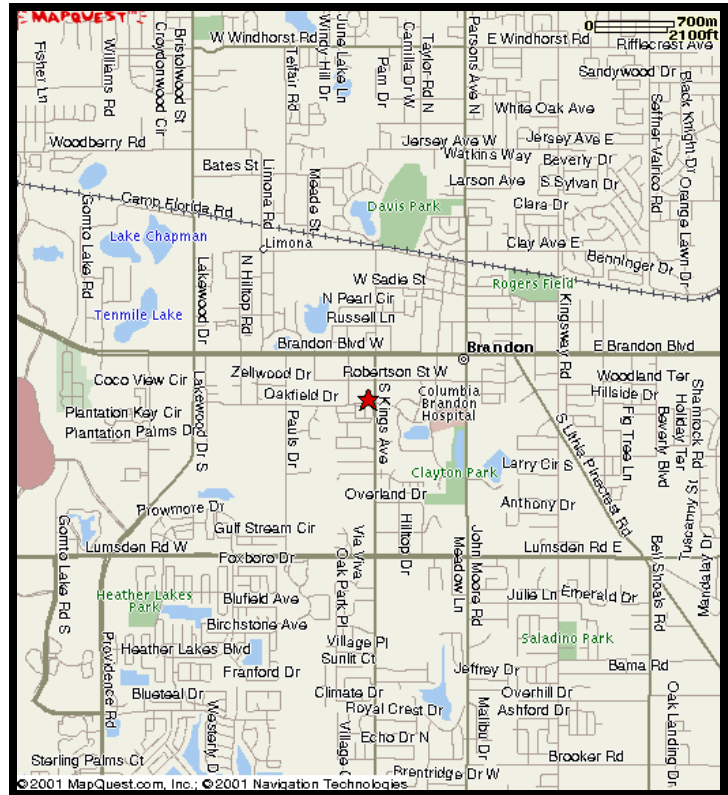 MAPQUEST
0 700m
2100ft
W Windhorst Rd
E Windhorst Rd
Rifflecrest Ave
Fisher Ln
Williams Rd
Croydonwood Cir
Bristolwood St
Telfair Rd
Windy Hill Dr
June Lake Ln
Pam Dr
Camilla Dr W
Taylor Rd N
Parsons Ave N
Sandywood Dr
White Oak Ave
Seffner-Valrico Rd
Black Knight Dr
Orange Lawn Dr
Woodberry Rd
Jersey Ave W
Jersey Ave E
Watkins Way
Beverly Dr
Bates St
Limona Rd
Meade St
Larson Ave
S Sylvan Dr
Camp Florida Rd
Davis Park
Clara Dr
Gornto Lake Rd
Lake Chapman
Limona
Clay Ave E
Benninger Dr
Lakewood Dr
N Hilltop Rd
W Sadie St
Rogers Field
N Pearl Cir
Kingsway Rd
Tenmile Lake
Russell Ln
Brandon Blvd W
Brandon
E Brandon Blvd
Zellwood Dr
Robertson St W
Woodland Ter
Coco View Cir
Lakewood Dr S
Oakfield Dr
S Kings Ave
Columbia
Brandon
Hospital
Hillside Dr
Shamrock Rd
Holiday Ter
Beverly Blvd
Fig Tree Ln
Plantation Key Cir
Plantation Palms Dr
Pauls Dr
S Lithia Pinecrest Rd
Clayton Park
Larry Cir S
Tuscanny St
Overland Dr
Anthony Dr
Prowmore Dr
Gornto Lake Rd S
Gulf Stream Cir
Hilltop Dr
Lumsden Rd W
Foxboro Dr
Via Viva
Oak Park Pl
Meadow Ln
John Moore Rd
Lumsden Rd E
Bell Shoals Rd
Mandalay Dr
Heather Lakes
Park
Blufield Ave
Julie Ln
Emerald Dr
Birchstone Ave
Providence Rd
Heather Lakes Blvd
Village Pl
Saladino Park
Sunlit Ct
Franford Dr
Jeffrey Dr
Bama Rd
Blueteal Dr
Climate Dr
Overhill Dr
Royal Crest Dr
Ashford Dr
Westerly Dr
Village C
Echo Dr N
Malibu Dr
Oak Landing Dr
Sterling Palms Ct
Brooker Rd
Brentridge Dr W
©2001 MapQuest.com, Inc.; ©2001 Navigation Technologies